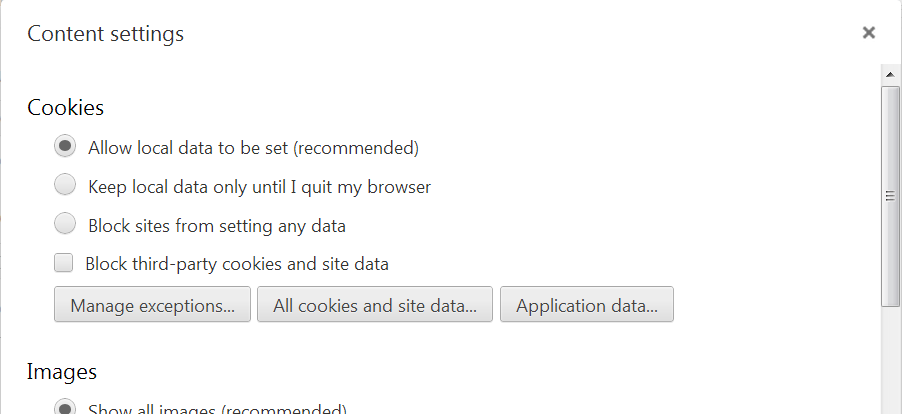 Content settings
Cookies
Allow local data to be set (recommended)
Keep local data only until I quit my browser
Block sites from setting any data
Block third-party cookies and site data
Manage exceptions... All cookies and site data... Application data...
Images
Show all images (recommended)